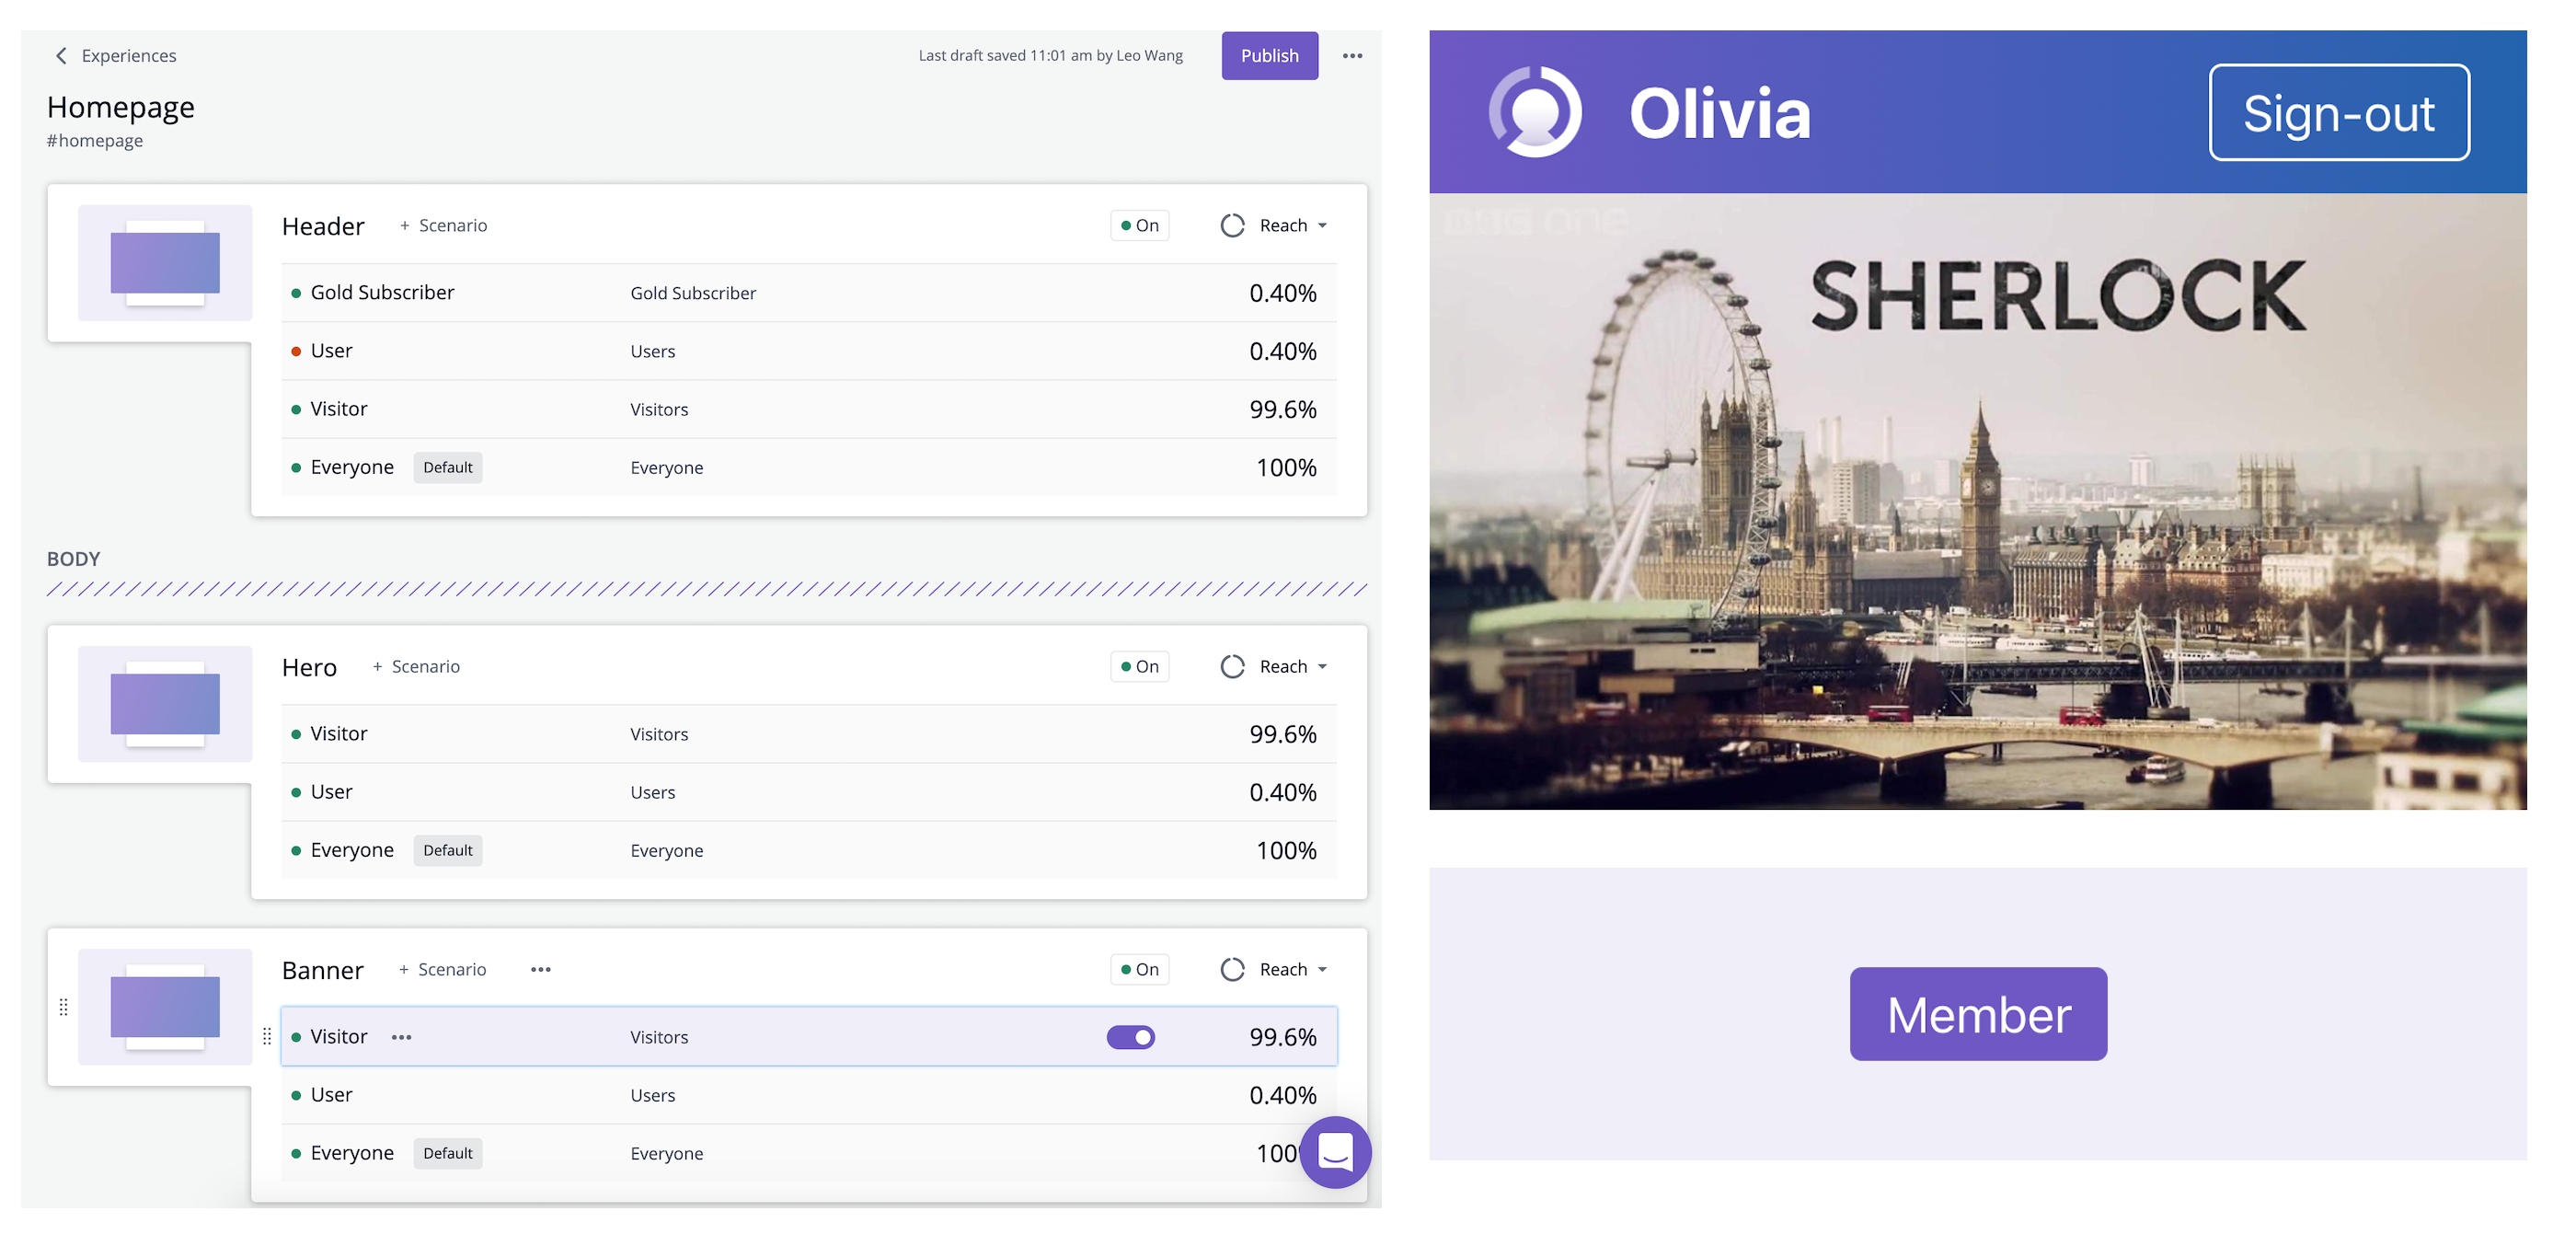 Experiences
Last draft saved 11:01 am by Leo Wang
Publish
Homepage
#homepage
Header + Scenario On Reach
Gold Subscriber Gold Subscriber 0.40%
User Users 0.40%
Visitor Visitors 99.6%
Everyone Default Everyone 100%
BODY
Hero + Scenario On Reach
Visitor Visitors 99.6%
User Users 0.40%
Everyone Default Everyone 100%
Banner + Scenario On Reach
Visitor Visitors 99.6%
User Users 0.40%
Everyone Default Everyone 100
Olivia
Sign-out
BBC one
SHERLOCK
Member